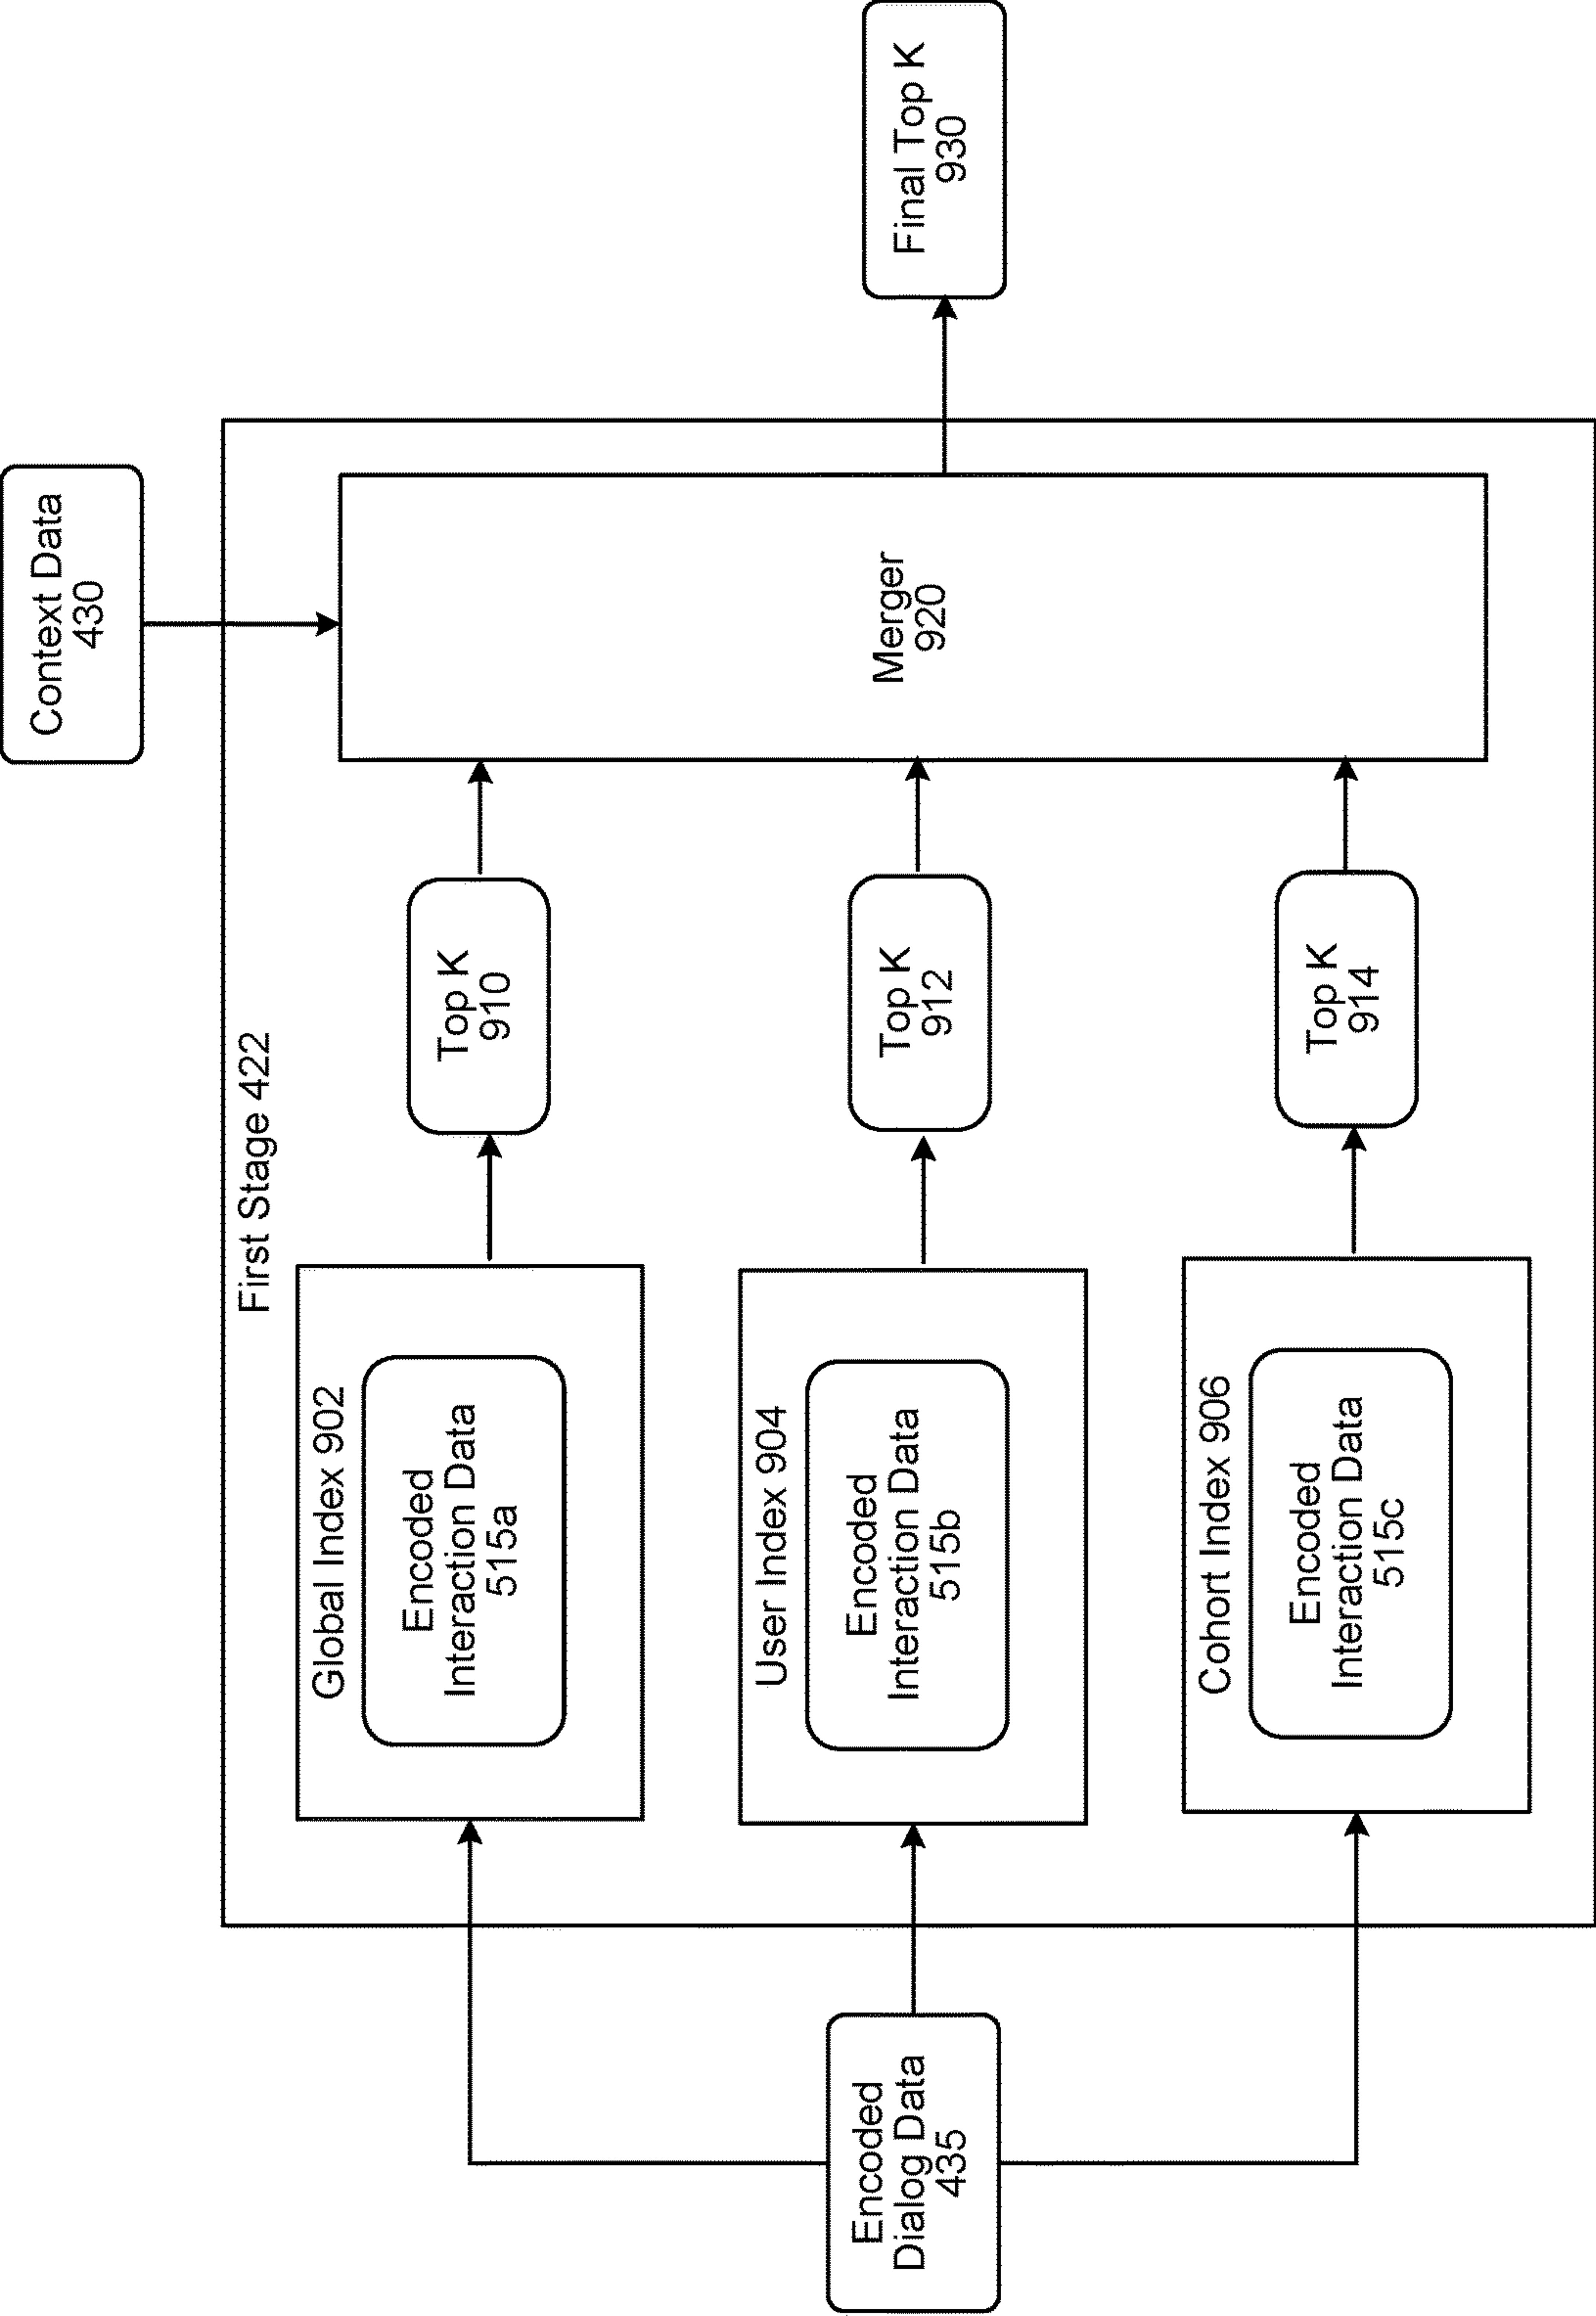 Context Data
430
First Stage 422
Encoded
Dialog Data
435
Global Index 902
Encoded
Interaction Data
515a
Top K
910
User Index 904
Encoded
Interaction Data
515b
Top K
912
Cohort Index 906
Encoded
Interaction Data
515c
Top K
914
Merger
920
Final Top K
930